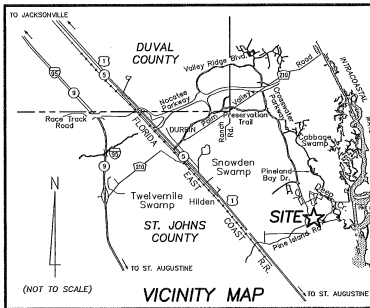 TO JACKSONVILLE
DUVAL
COUNTY
Valley Ridge Blvd.
210
Road
INTRACOASTAL
1
5
95
9
Nocatee
Parkway
Crosswater
Parkway
Palm Valley
Race Track
Road
DURBIN
Preservation
Trail
Ranch
Rd.
FLORIDA
EAST
COAST
R.R.
5
Cabbage
Swamp
95
9
210
Snowden
Swamp
Pineland
Bay Dr.
Twelvemile
Swamp
Hilden
1
Deep
Cr.
SITE
N
ST. JOHNS
COUNTY
Pine Island Rd
(NOT TO SCALE)
TO ST. AUGUSTINE
VICINITY MAP
TO ST. AUGUSTINE